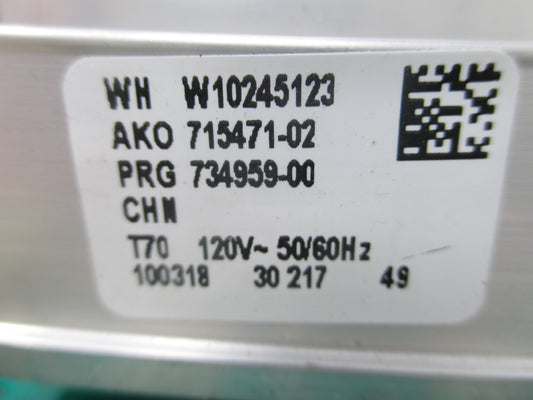 WH W10245123
AKO 715471-02
PRG 734959-00
CHN
T70 120V~ 50/60Hz
100318 30 217 49